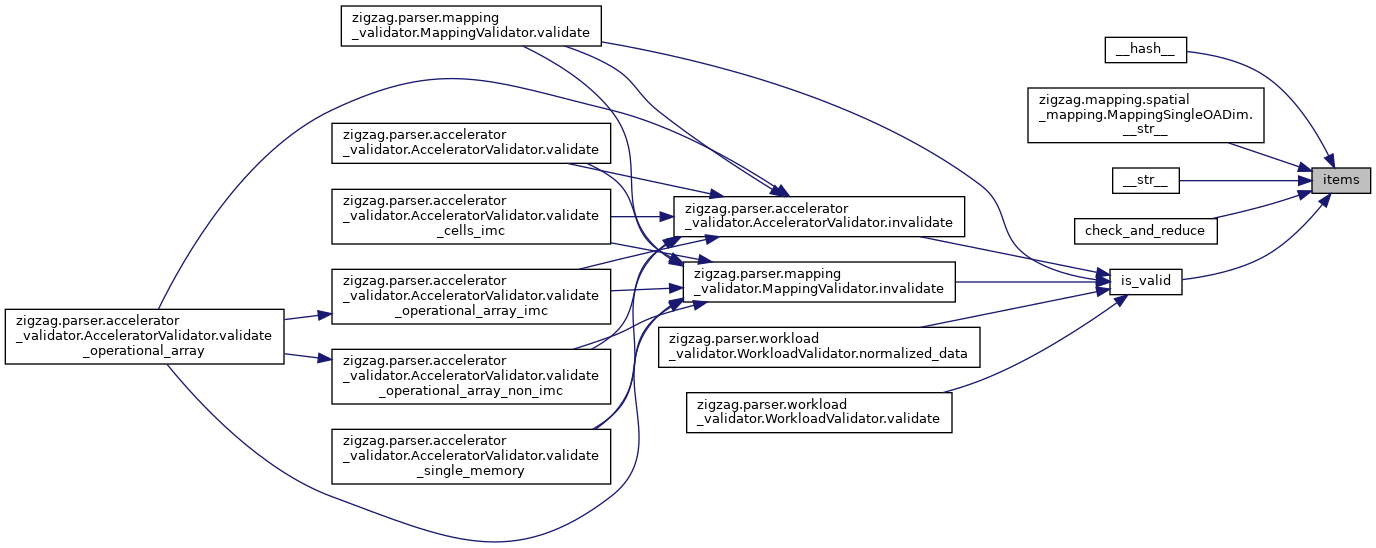 zigzag.parser.mapping
_validator.MappingValidator.validate
__hash__
zigzag.mapping.spatial
_mapping.MappingSingleOADim.
__str__
zigzag.parser.accelerator
_validator.AcceleratorValidator.validate
__str__
items
zigzag.parser.accelerator
_validator.AcceleratorValidator.validate
_cells_imc
zigzag.parser.accelerator
_validator.AcceleratorValidator.invalidate
check_and_reduce
zigzag.parser.accelerator
_validator.AcceleratorValidator.validate
_operational_array_imc
zigzag.parser.mapping
_validator.MappingValidator.invalidate
is_valid
zigzag.parser.accelerator
_validator.AcceleratorValidator.validate
_operational_array
zigzag.parser.workload
_validator.WorkloadValidator.normalized_data
zigzag.parser.accelerator
_validator.AcceleratorValidator.validate
_operational_array_non_imc
zigzag.parser.workload
_validator.WorkloadValidator.validate
zigzag.parser.accelerator
_validator.AcceleratorValidator.validate
_single_memory